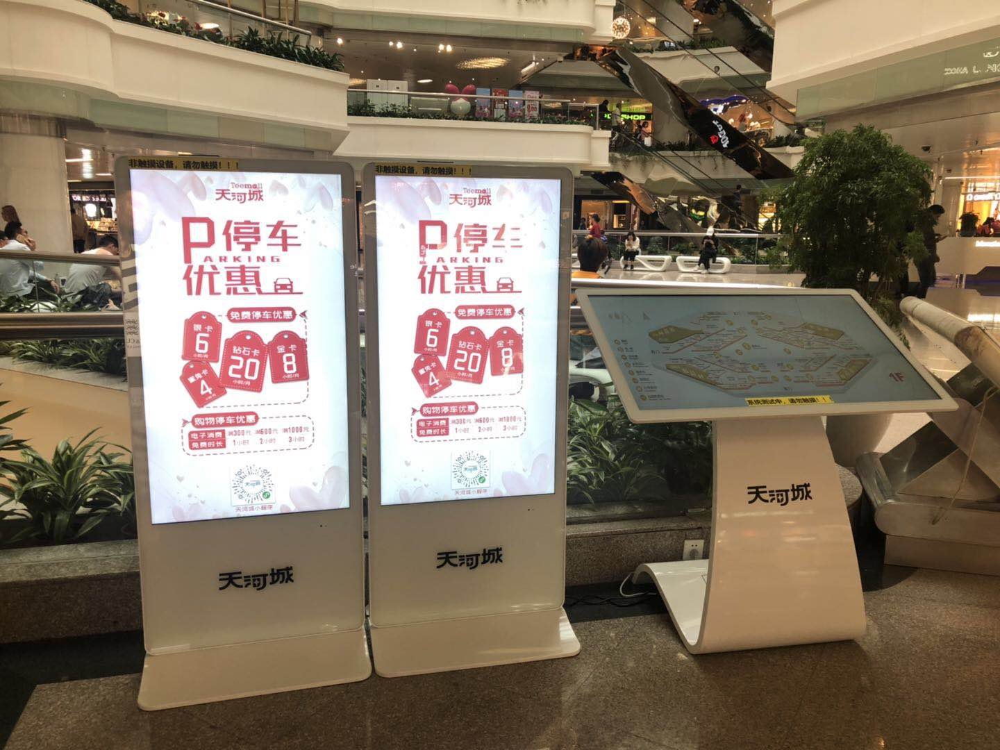 非触摸设备，请勿触摸！！！
Teemall
天河城
P停车
ARKING
优惠
免费停车优惠
银卡
6
小时/月
钻石卡
20
小时/月
金卡
8
小时/月
4
购物停车优惠
电子消费 满300元 满600元 满1000元
免费时长 1小时 2小时 3小时
天河城小程序
天河城
非触摸设备，请勿触摸！！！
Teemall
天河城
P停车
ARKING
优惠
免费停车优惠
银卡
6
小时/月
钻石卡
20
小时/月
金卡
8
小时/月
4
购物停车优惠
电子消费 满300元 满600元 满1000元
免费时长 1小时 2小时 3小时
天河城小程序
天河城
1F
系统测试中，请勿触摸！！
天河城